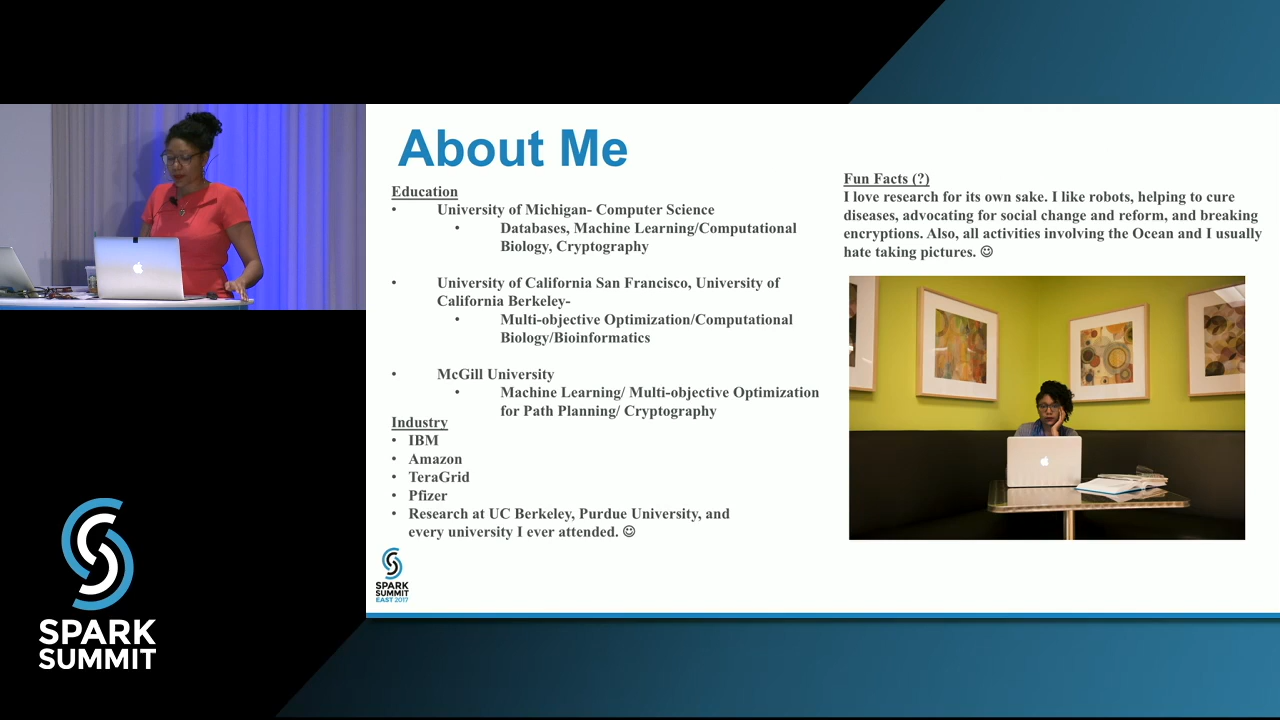 About Me
Education
• University of Michigan- Computer Science
• Databases, Machine Learning/Computational
Biology, Cryptography
• University of California San Francisco, University of
California Berkeley-
• Multi-objective Optimization/Computational
Biology/Bioinformatics
• McGill University
• Machine Learning/ Multi-objective Optimization
for Path Planning/ Cryptography
Industry
• IBM
• Amazon
• TeraGrid
• Pfizer
• Research at UC Berkeley, Purdue University, and
every university I ever attended. ☺
Fun Facts (?)
I love research for its own sake. I like robots, helping to cure
diseases, advocating for social change and reform, and breaking
encryptions. Also, all activities involving the Ocean and I usually
hate taking pictures. ☺
SPARK
SUMMIT
EAST 2017
SPARK
SUMMIT